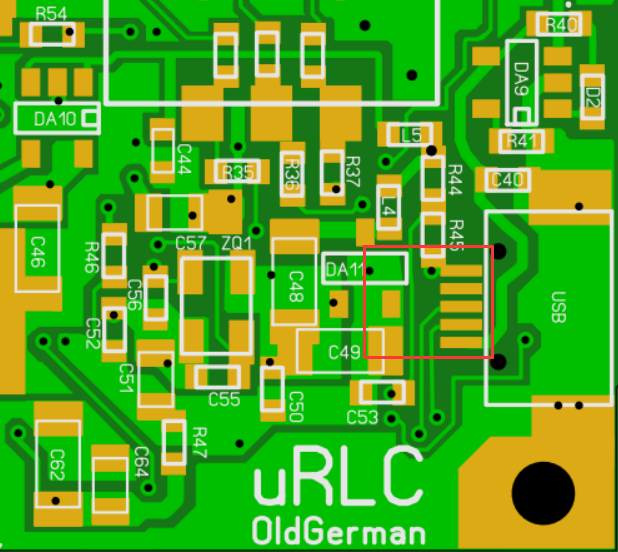 R54
R40
DA9
D2
DA10
C44
L5
R41
R35
R36
R37
R44
C40
L4
C46
R46
C57
ZQ1
R45
C48
DA11
USB
C56
C52
C49
C51
C55
C50
C53
R47
C62
C64
uRLC
OldGerman